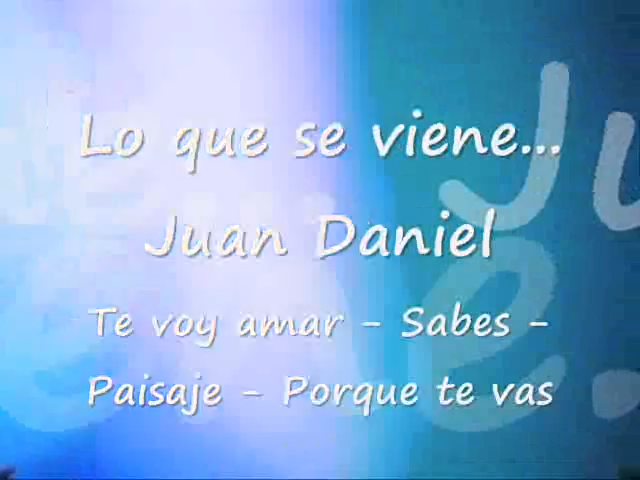 Lo que se viene...
Juan Daniel
Te voy amar - Sabes -
Paisaje - Porque te vas